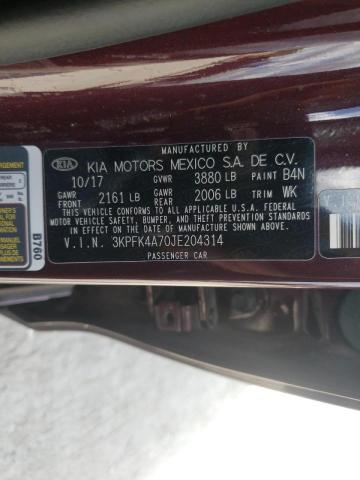 MANUFACTURED BY
KIA KIA MOTORS MEXICO S.A. DE C.V.
10/17 GVWR 3880 LB PAINT B4N
GAWR FRONT 2161 LB GAWR REAR 2006 LB TRIM WK
THIS VEHICLE CONFORMS TO ALL APPLICABLE U.S.A. FEDERAL
MOTOR VEHICLE SAFETY, BUMPER, AND THEFT PREVENTION
STANDARDS IN EFFECT ON THE DATE OF MANUFACTURE SHOWN ABOVE.
V.I.N. 3KPFK4A70JE204314
PASSENGER CAR
B760